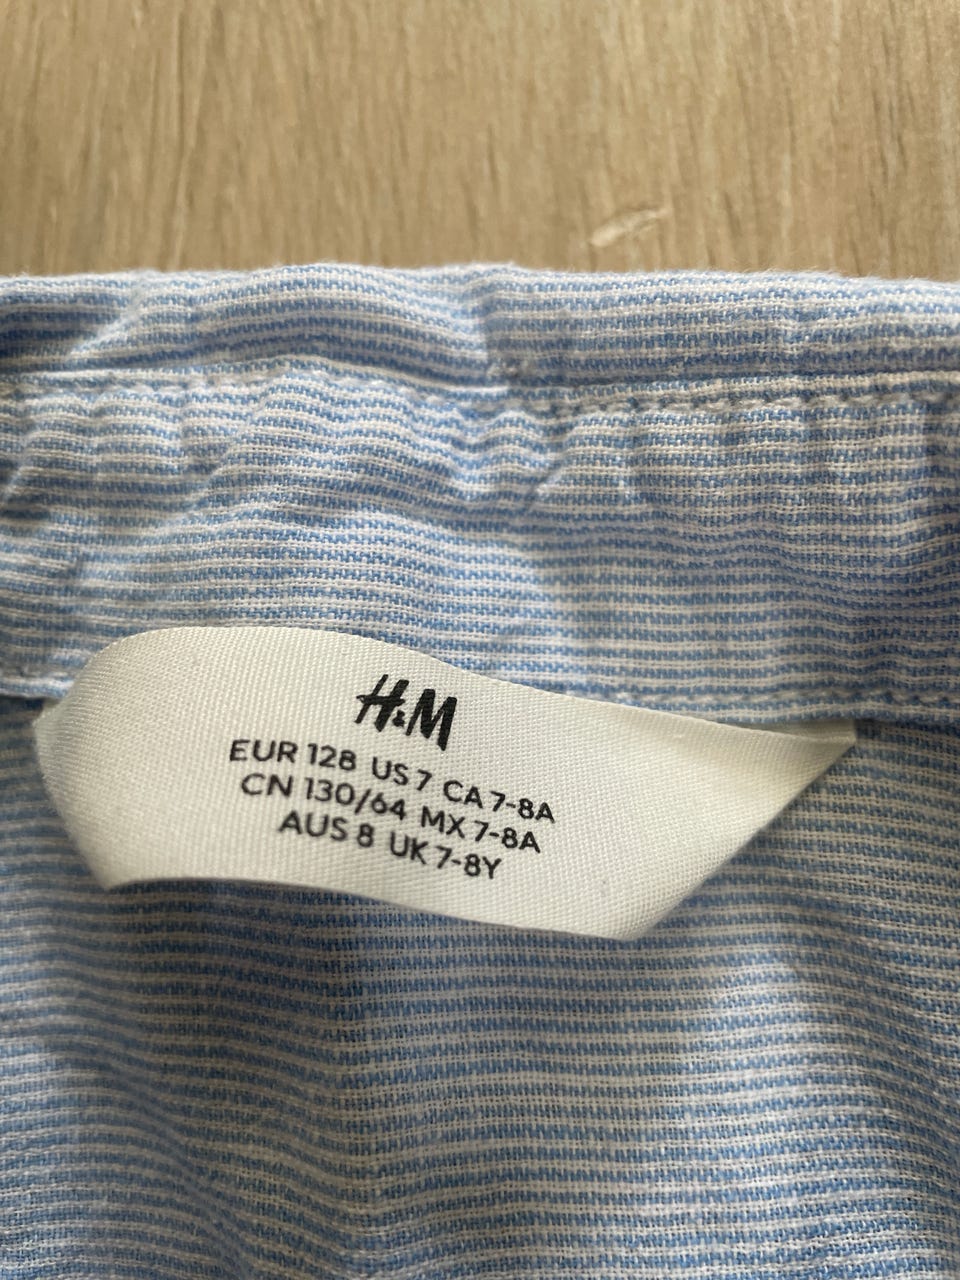 H&M
EUR 128 US 7 CA 7-8A
CN 130/64 MX 7-8A
AUS 8 UK 7-8Y